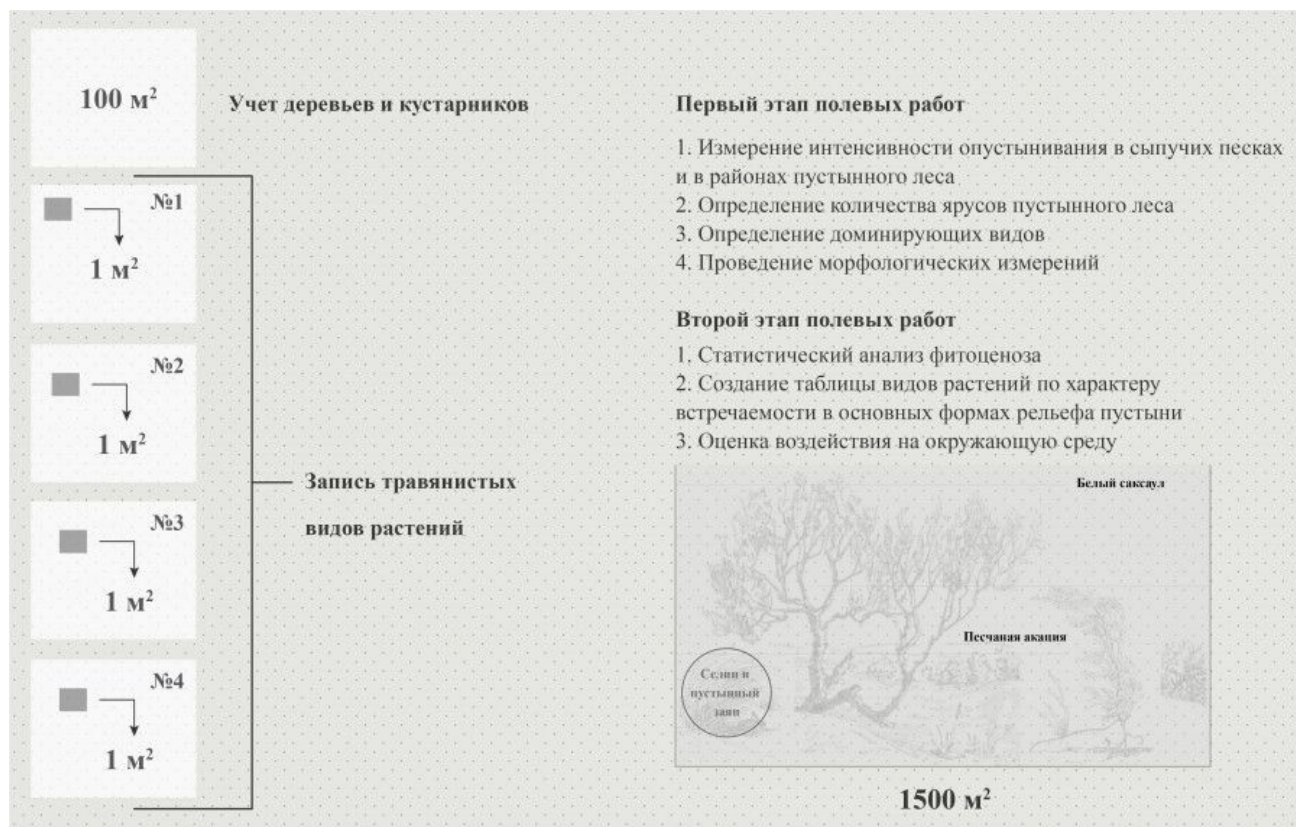 100 м²
Учет деревьев и кустарников
№1
1 м²
№2
1 м²
№3
1 м²
№4
1 м²
Запись травянистых
видов растений
Первый этап полевых работ
1. Измерение интенсивности опустынивания в сыпучих песках
и в районах пустынного леса
2. Определение количества ярусов пустынного леса
3. Определение доминирующих видов
4. Проведение морфологических измерений
Второй этап полевых работ
1. Статистический анализ фитоценоза
2. Создание таблицы видов растений по характеру
встречаемости в основных формах рельефа пустыни
3. Оценка воздействия на окружающую среду
Белый саксаул
Песчаная акация
Селин и
пустынный
заяц
1500 м²